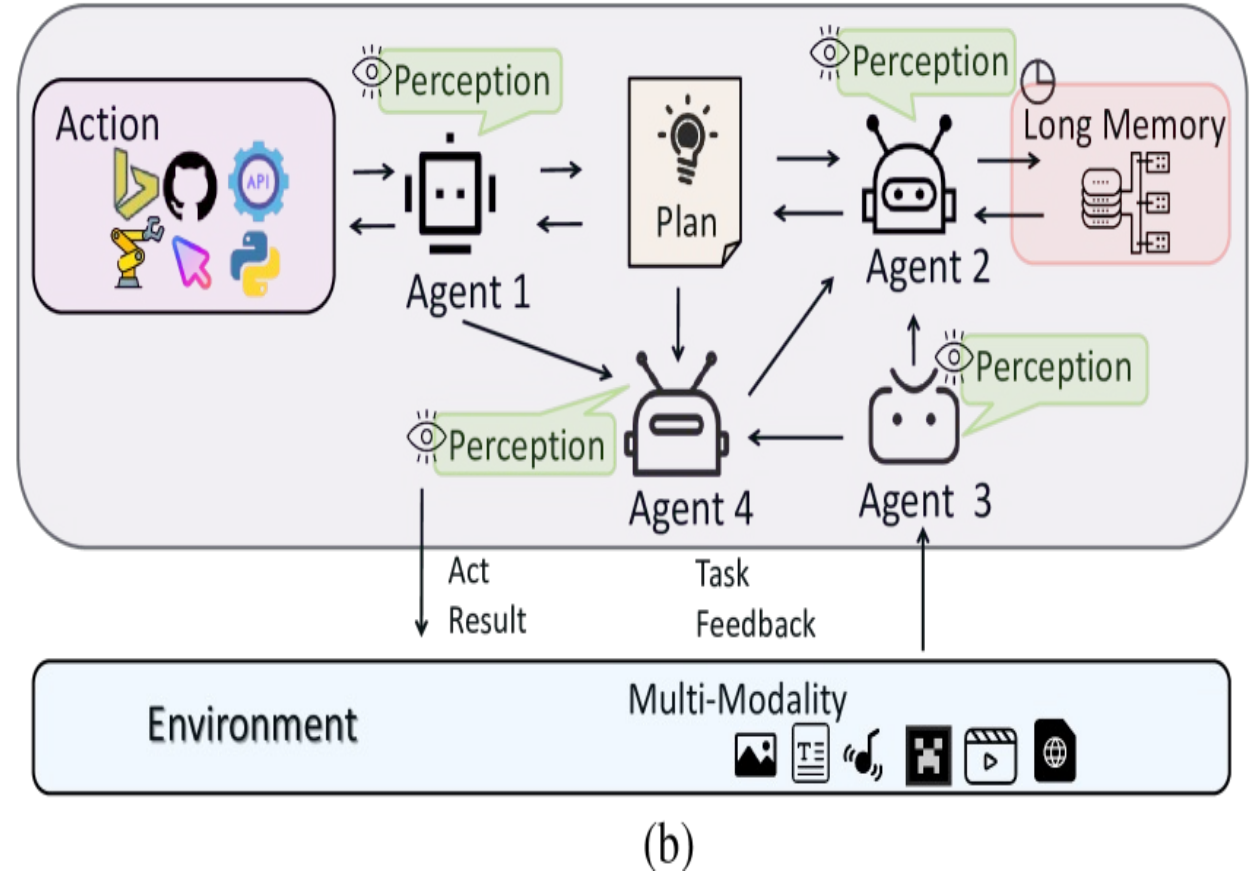 Perception
Perception
Action
Long Memory
API
Plan
Agent 1
Agent 2
Perception
Perception
Agent 4
Agent 3
Act
Result
Task
Feedback
Environment
Multi-Modality
T
(b)